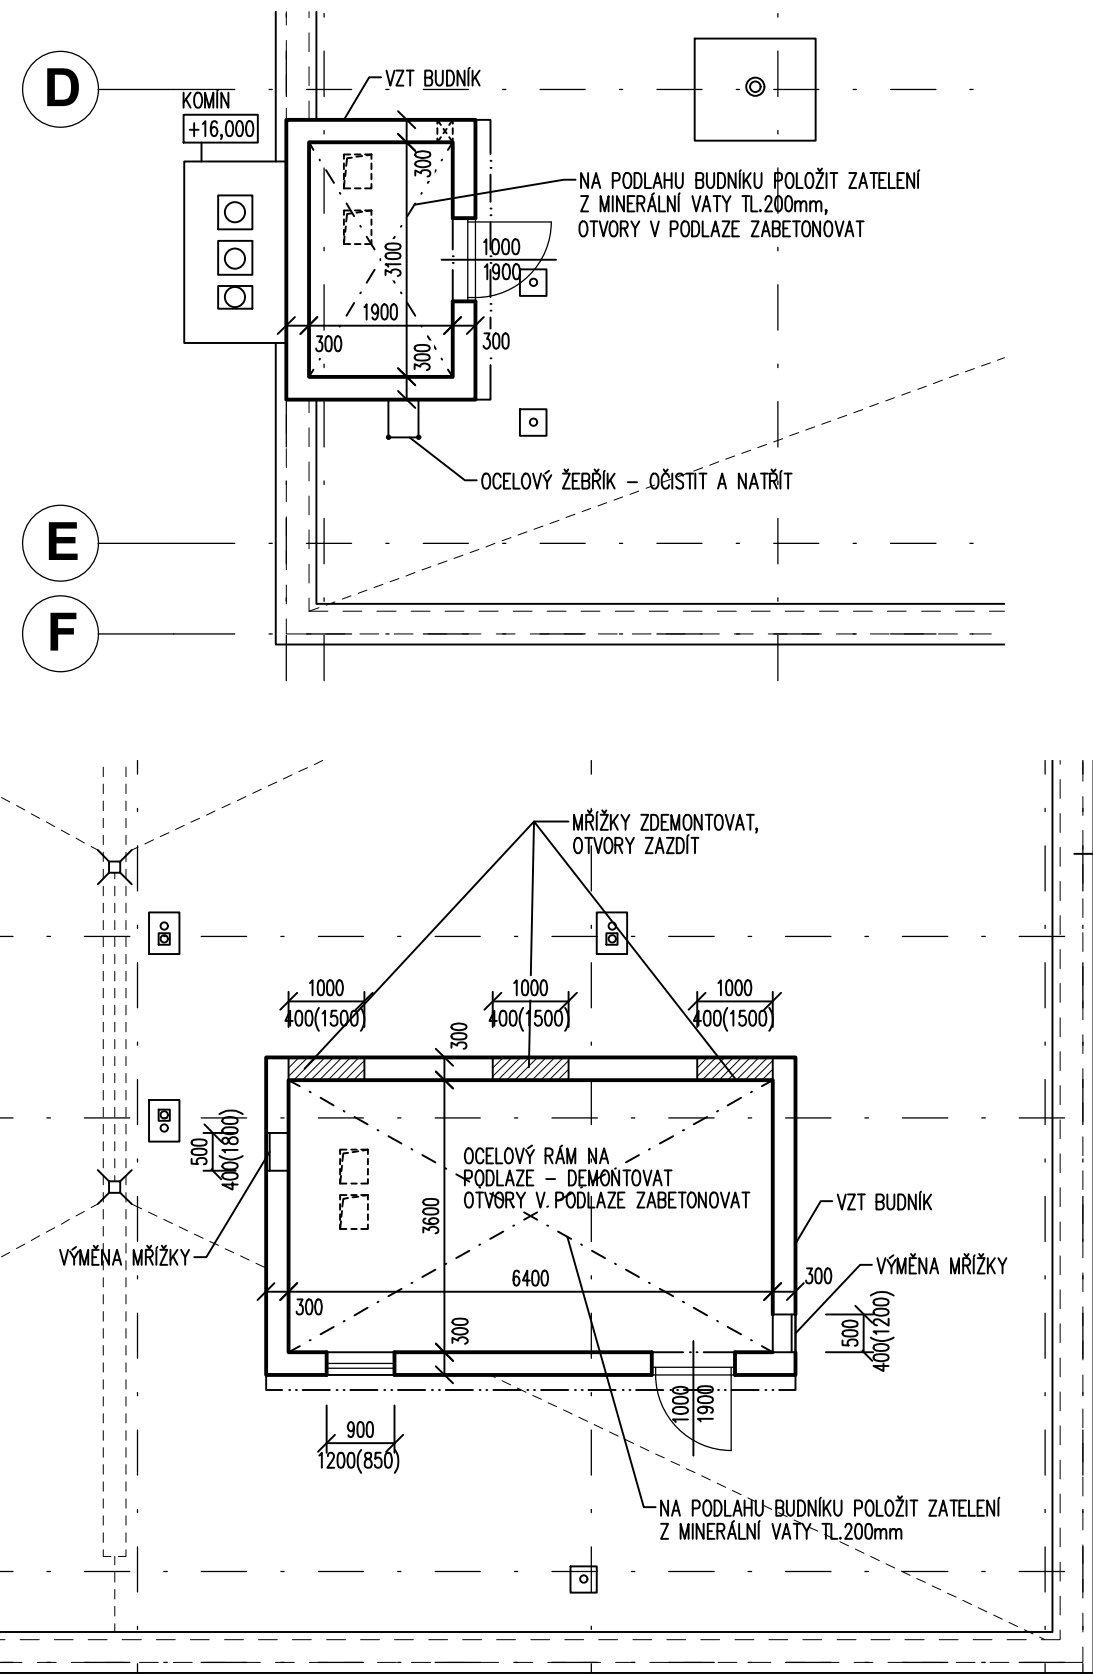 D
VZT BUDNÍK
KOMÍN
+16,000
300
NA PODLAHU BUDNÍKU POLOŽIT ZATELENÍ
Z MINERÁLNÍ VATY TL.200mm,
OTVORY V PODLAZE ZABETONOVAT
1000
1900
3100
1900
300
300
300
OCELOVÝ ŽEBŘÍK – OČISTIT A NATŘÍT
E
F
MŘÍŽKY ZDEMONTOVAT,
OTVORY ZAZDÍT
1000
400(1500)
1000
400(1500)
1000
400(1500)
300
500
400(1800)
OCELOVÝ RÁM NA
PODLAZE – DEMONTOVAT
OTVORY V PODLAZE ZABETONOVAT
3600
VZT BUDNÍK
VÝMĚNA MŘÍŽKY
VÝMĚNA MŘÍŽKY
6400
300
300
300
500
400(1200)
1000
1900
900
1200(850)
NA PODLAHU BUDNÍKU POLOŽIT ZATELENÍ
Z MINERÁLNÍ VATY TL.200mm